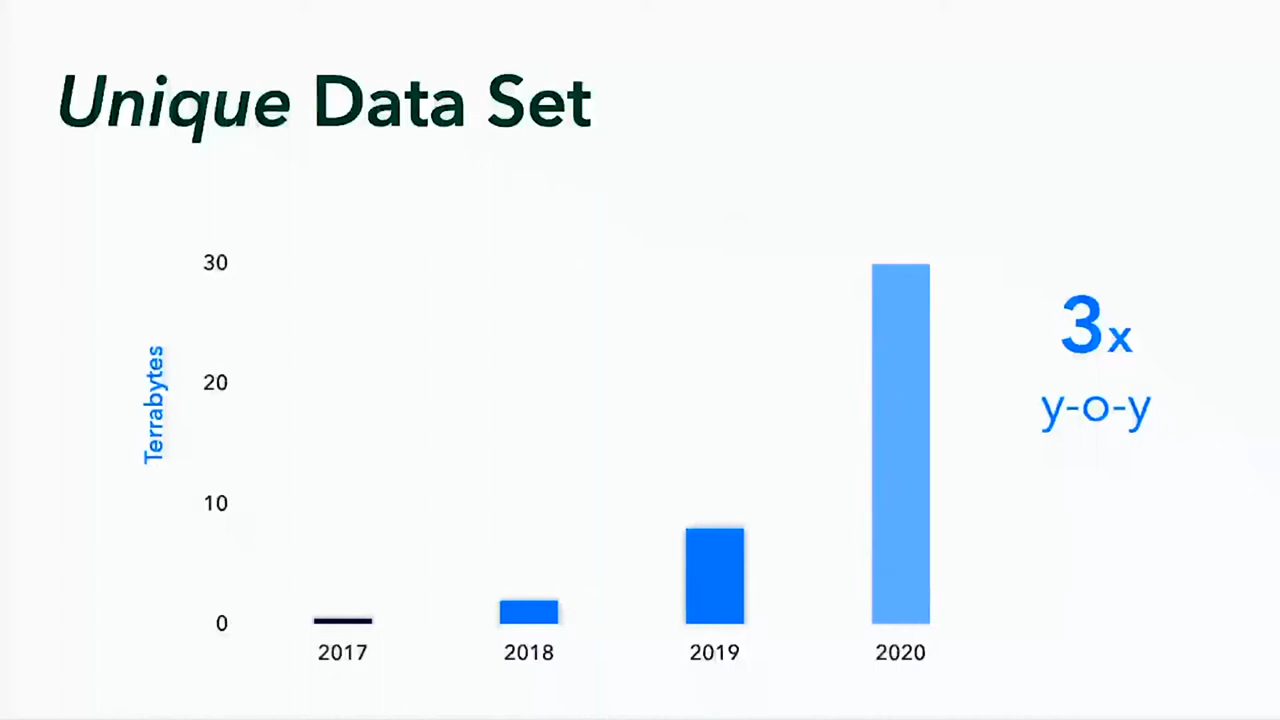 Unique Data Set
30
20
10
0
Terrabytes
2017 2018 2019 2020
3x
y-o-y